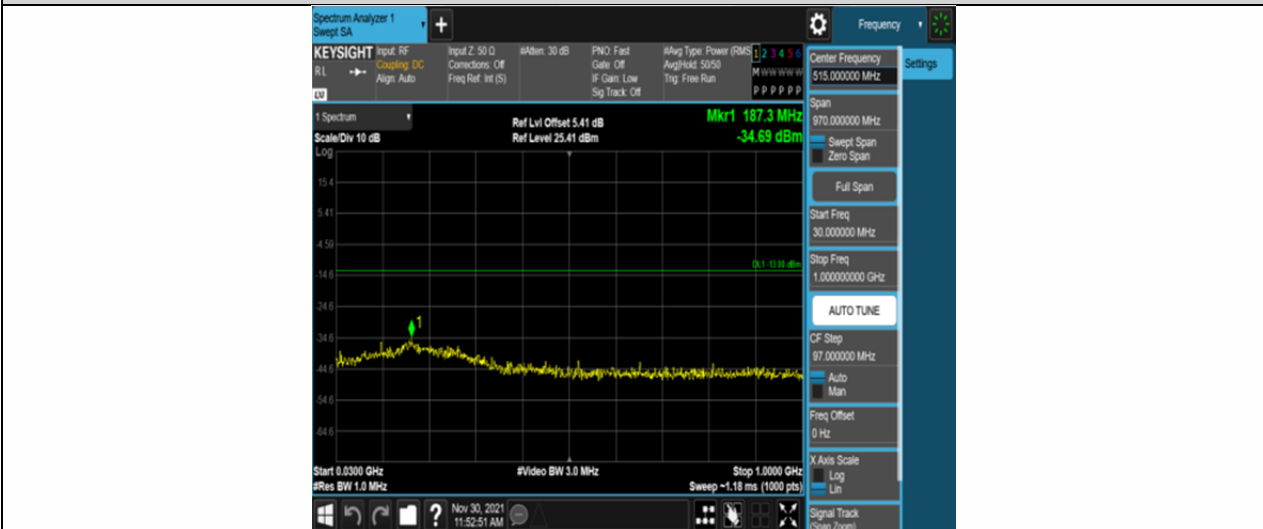 Spectrum Analyzer 1
Swept SA
+
Frequency
KEYSIGHT
RL
LXI
Input: RF
Coupling: DC
Align: Auto
Input Z: 50 Ω
Corrections: Off
Freq Ref: Int (S)
#Atten: 30 dB
PNO: Fast
Gate: Off
IF Gain: Low
Sig Track: Off
#Avg Type: Power (RMS
Avg|Hold: 50/50
Trig: Free Run
1 2 3 4 5 6
M W W W W W
P P P P P P
Center Frequency
515.000000 MHz
Settings
Span
970.000000 MHz
Swept Span
Zero Span
Full Span
Start Freq
30.000000 MHz
Stop Freq
1.000000000 GHz
AUTO TUNE
CF Step
97.000000 MHz
Auto
Man
Freq Offset
0 Hz
X Axis Scale
Log
Lin
Signal Track
(Span Zoom)
1 Spectrum
Scale/Div 10 dB
Log
Ref Lvl Offset 5.41 dB
Ref Level 25.41 dBm
Mkr1 187.3 MHz
-34.69 dBm
15.4
5.41
-4.59
DL1 -13.00 dBm
-14.6
-24.6
1
-34.6
-44.6
-54.6
-64.6
Start 0.0300 GHz
#Res BW 1.0 MHz
#Video BW 3.0 MHz
Stop 1.0000 GHz
Sweep ~1.18 ms (1000 pts)
?
Nov 30, 2021
11:52:51 AM